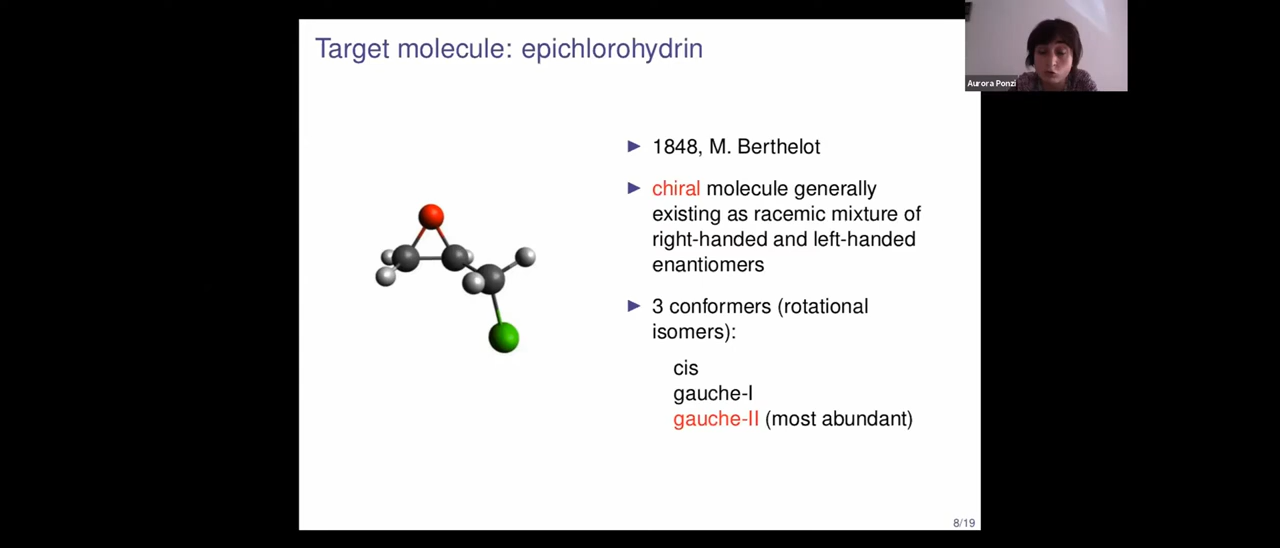 Target molecule: epichlorohydrin
Aurora Ponzi
▶ 1848, M. Berthelot
▶ chiral molecule generally
existing as racemic mixture of
right-handed and left-handed
enantiomers
▶ 3 conformers (rotational
isomers):
cis
gauche-I
gauche-II (most abundant)
8/19